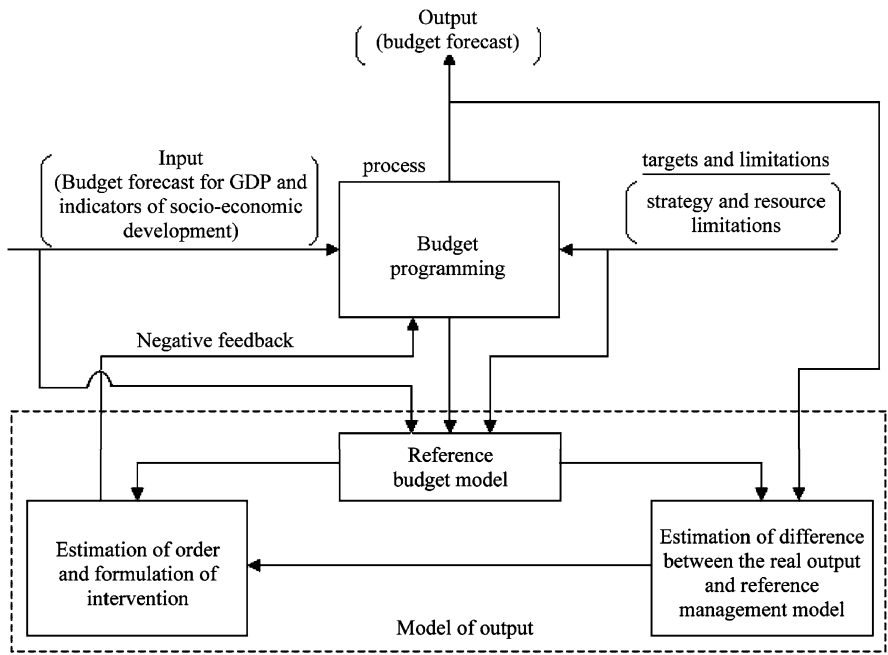 Output
(budget forecast)
process
Input
(Budget forecast for GDP and
indicators of socio-economic
development)
targets and limitations
strategy and resource
limitations
Budget
programming
Negative feedback
Reference
budget model
Estimation of order
and formulation of
intervention
Estimation of difference
between the real output
and reference
management model
Model of output